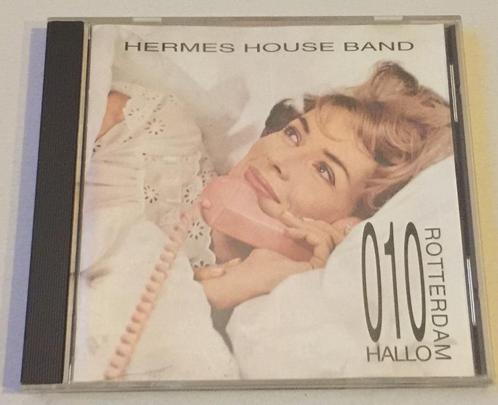 HERMES HOUSE BAND
010
ROTTERDAM
HALLO